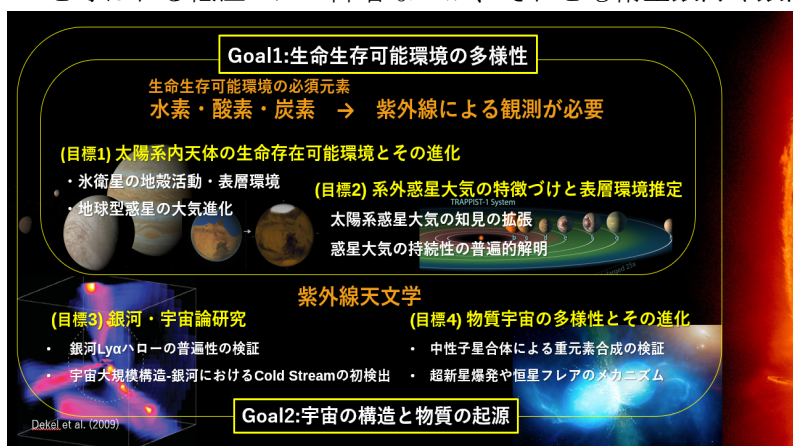 Goal1:生命生存可能環境の多様性
生命生存可能環境の必須元素
水素・酸素・炭素 → 紫外線による観測が必要
(目標1) 太陽系内天体の生命存在可能環境とその進化
・氷衛星の地殻活動・表層環境
・地球型惑星の大気進化
(目標2) 系外惑星大気の特徴づけと表層環境推定
TRAPPIST-1 System
太陽系惑星大気の知見の拡張
惑星大気の持続性の普遍的解明
紫外線天文学
(目標3) 銀河・宇宙論研究
• 銀河Lyαハローの普遍性の検証
• 宇宙大規模構造-銀河におけるCold Streamの初検出
(目標4) 物質宇宙の多様性とその進化
• 中性子星合体による重元素合成の検証
• 超新星爆発や恒星フレアのメカニズム
Dekel et al. (2009)
Goal2:宇宙の構造と物質の起源